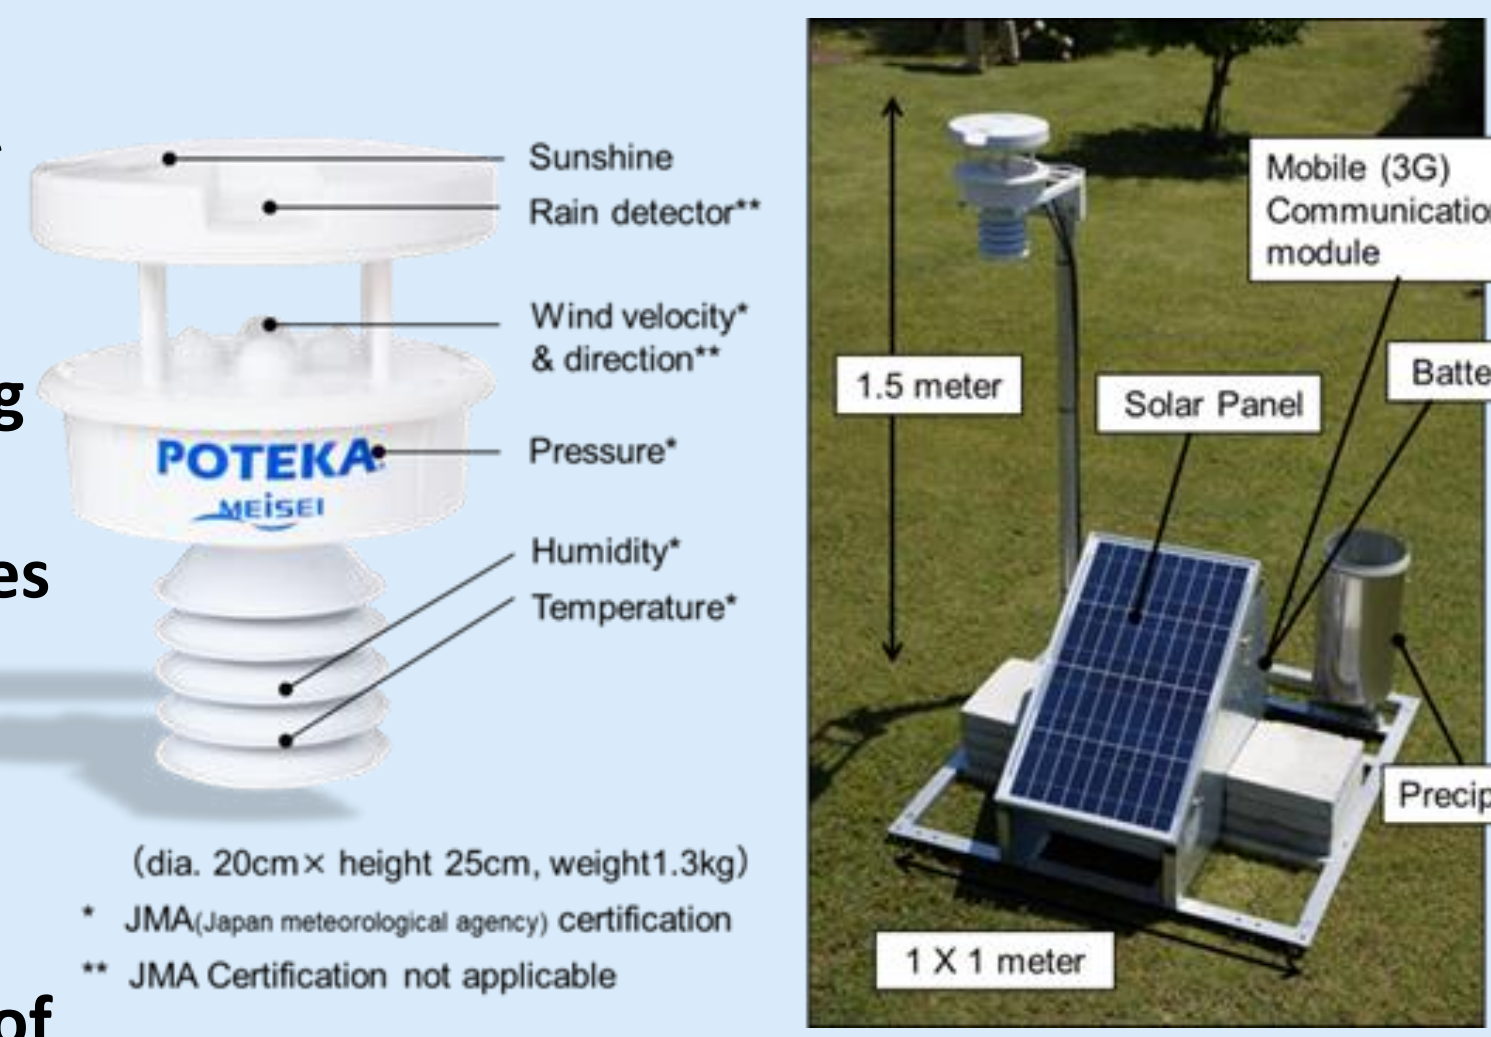 Sunshine
Rain detector**
Wind velocity*
& direction**
POTEKA
Pressure*
MEiSEI
Humidity*
Temperature*
(dia. 20cm× height 25cm, weight1.3kg)
* JMA(Japan meteorological agency) certification
** JMA Certification not applicable
g
es
of
Mobile (3G)
Communicatio
module
1.5 meter
Batte
Solar Panel
Precip
1 X 1 meter